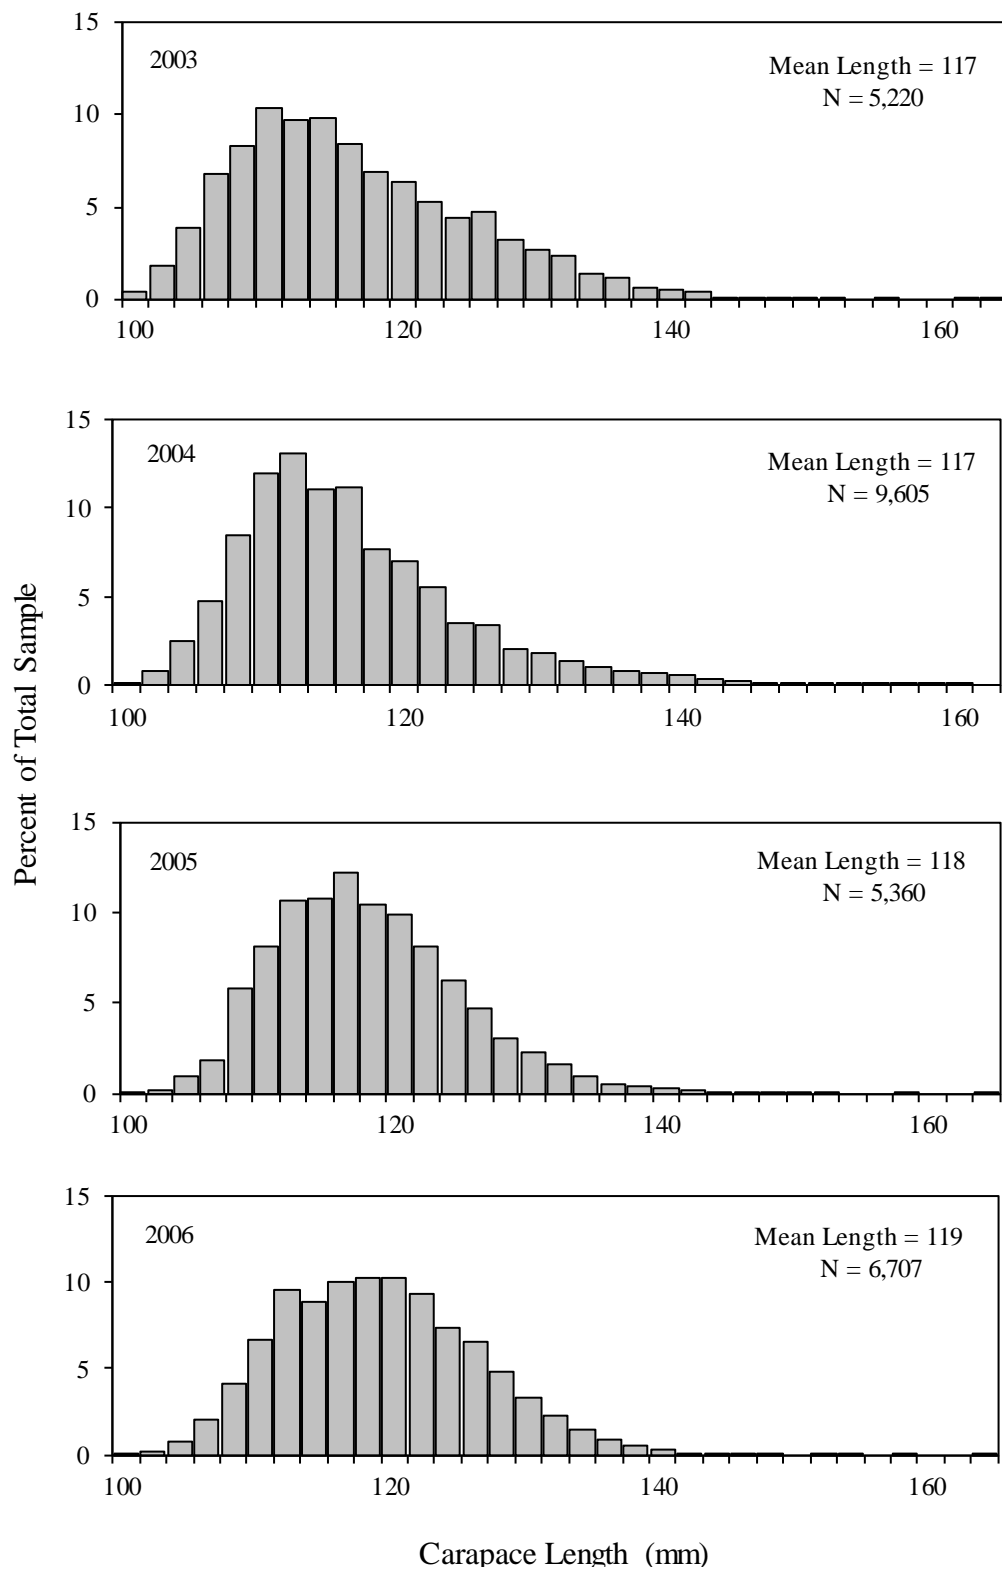 15
2003
Mean Length = 117
N = 5,220
10
5
0
100 120 140 160
15
2004
Mean Length = 117
N = 9,605
10
5
0
100 120 140 160
Percent of Total Sample
15
2005
Mean Length = 118
N = 5,360
10
5
0
100 120 140 160
15
2006
Mean Length = 119
N = 6,707
10
5
0
100 120 140 160
Carapace Length (mm)